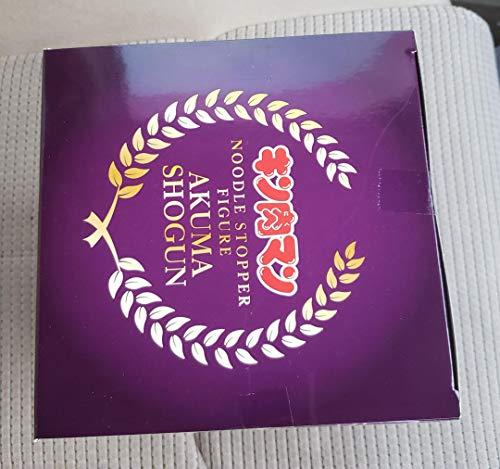 キン肉マン
NOODLE STOPPER
FIGURE
AKUMA
SHOGUN